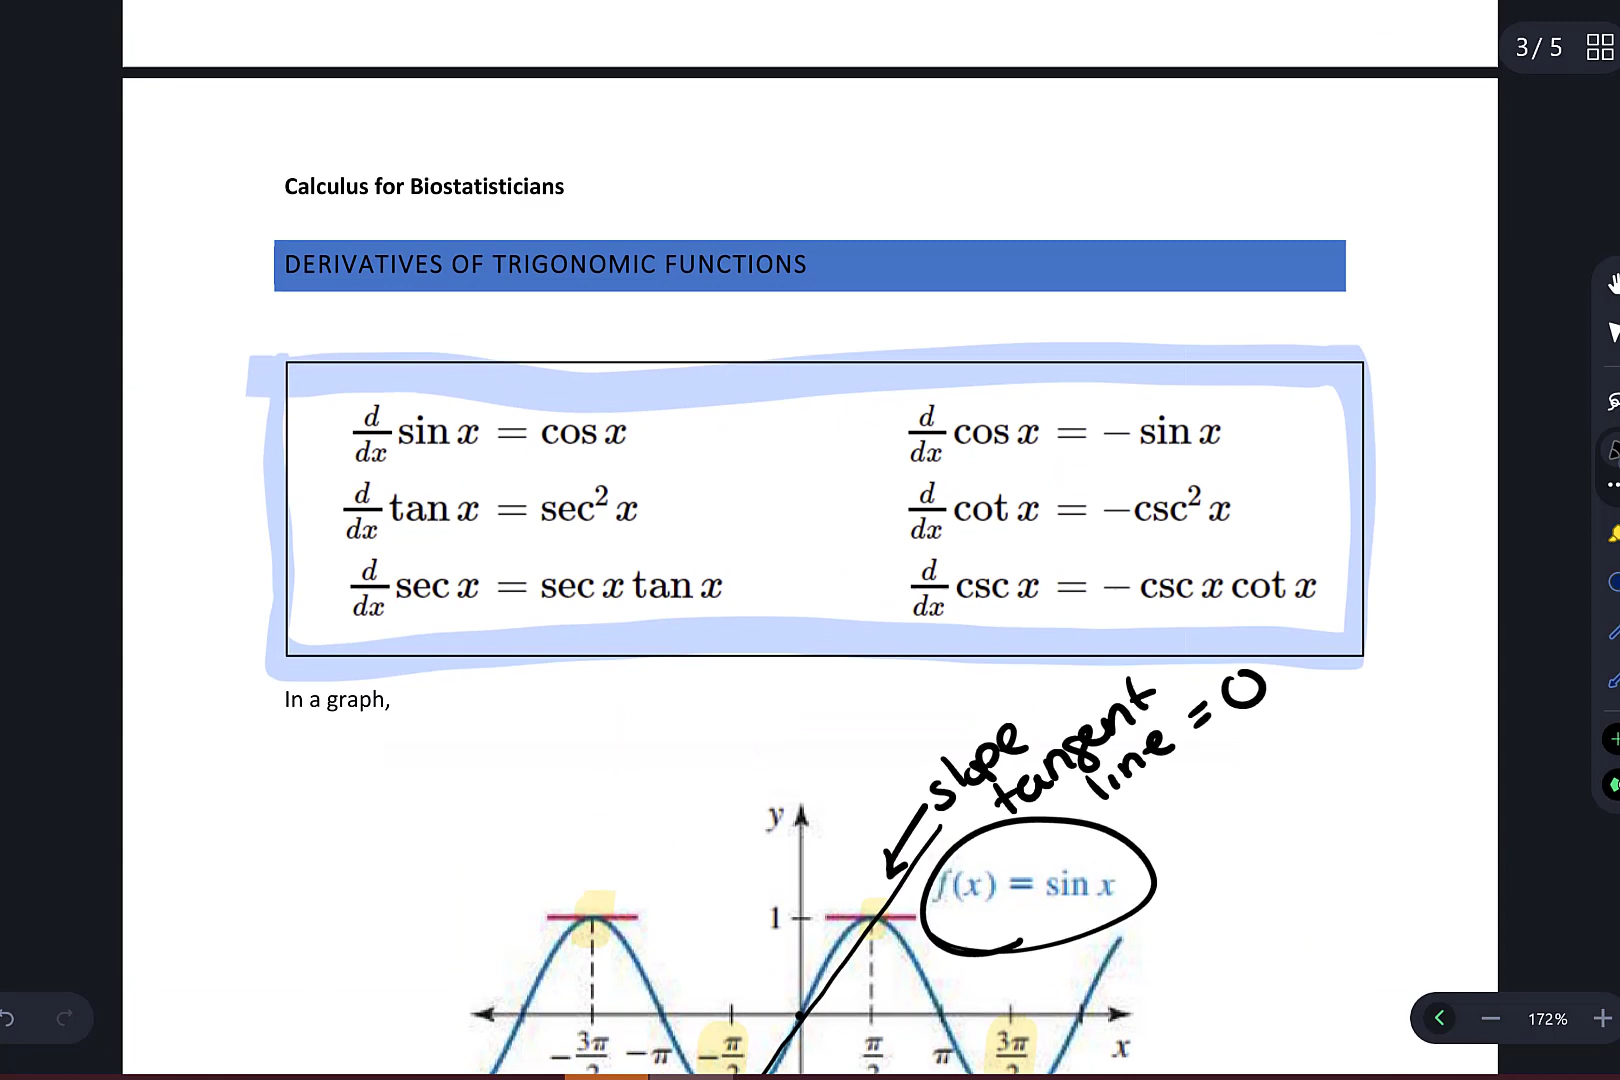 3 / 5
Calculus for Biostatisticians
DERIVATIVES OF TRIGONOMIC FUNCTIONS
d/dx sin x = cos x
d/dx cos x = − sin x
d/dx tan x = sec² x
d/dx cot x = −csc² x
d/dx sec x = sec x tan x
d/dx csc x = − csc x cot x
In a graph,
slope
tangent
line = 0
y
f(x) = sin x
1
−3π/2 −π −π/2 π/2 π 3π/2 x
172%